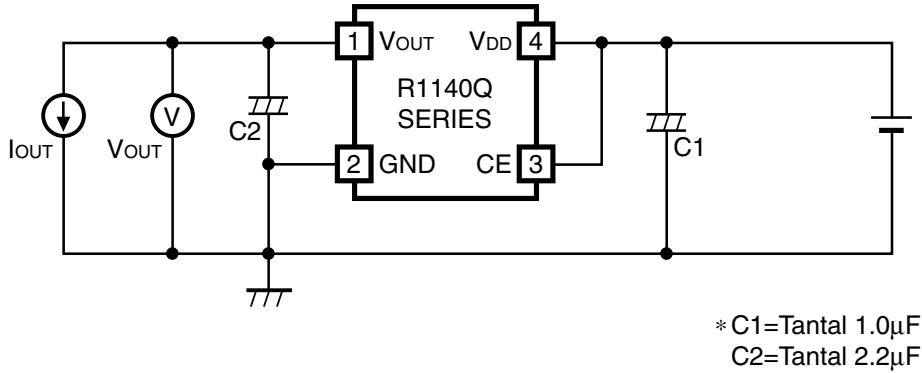 1 VOUT VDD 4
R1140Q
SERIES
IOUT
V
VOUT
C2
C1
2 GND CE 3
*C1=Tantal 1.0μF
C2=Tantal 2.2μF